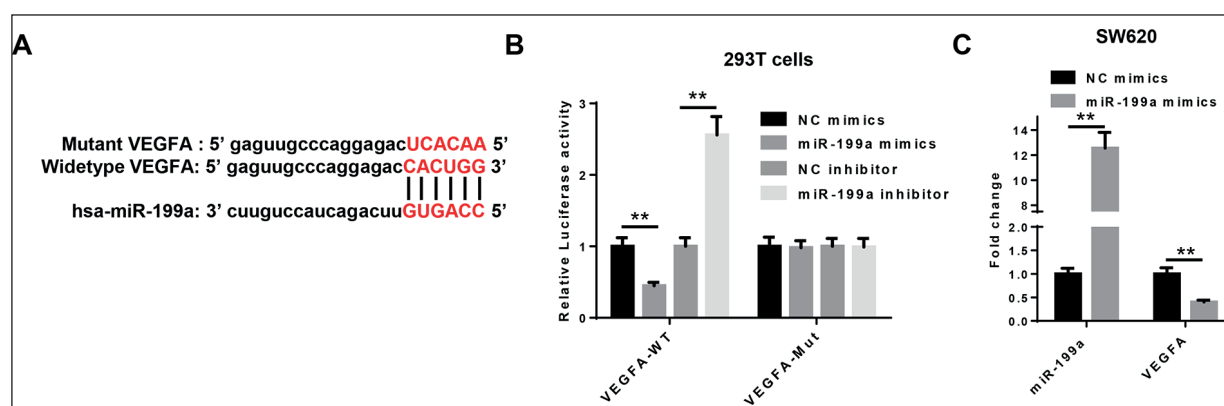 A
Mutant VEGFA : 5’ gaguugcccaggagacUCACAA 5’
Widetype VEGFA: 5’ gaguugcccaggagacCACUGG 3’
hsa-miR-199a: 3’ cuuguccaucagacuuGUGACC 5’
B
293T cells
Relative Luciferase activity
3
2
1
0
**
**
NC mimics
miR-199a mimics
NC inhibitor
miR-199a inhibitor
VEGFA-WT
VEGFA-Mut
C
SW620
NC mimics
miR-199a mimics
Fold change
14
12
10
8
6
4
2.0
1.5
1.0
0.5
0.0
**
**
miR-199a
VEGFA